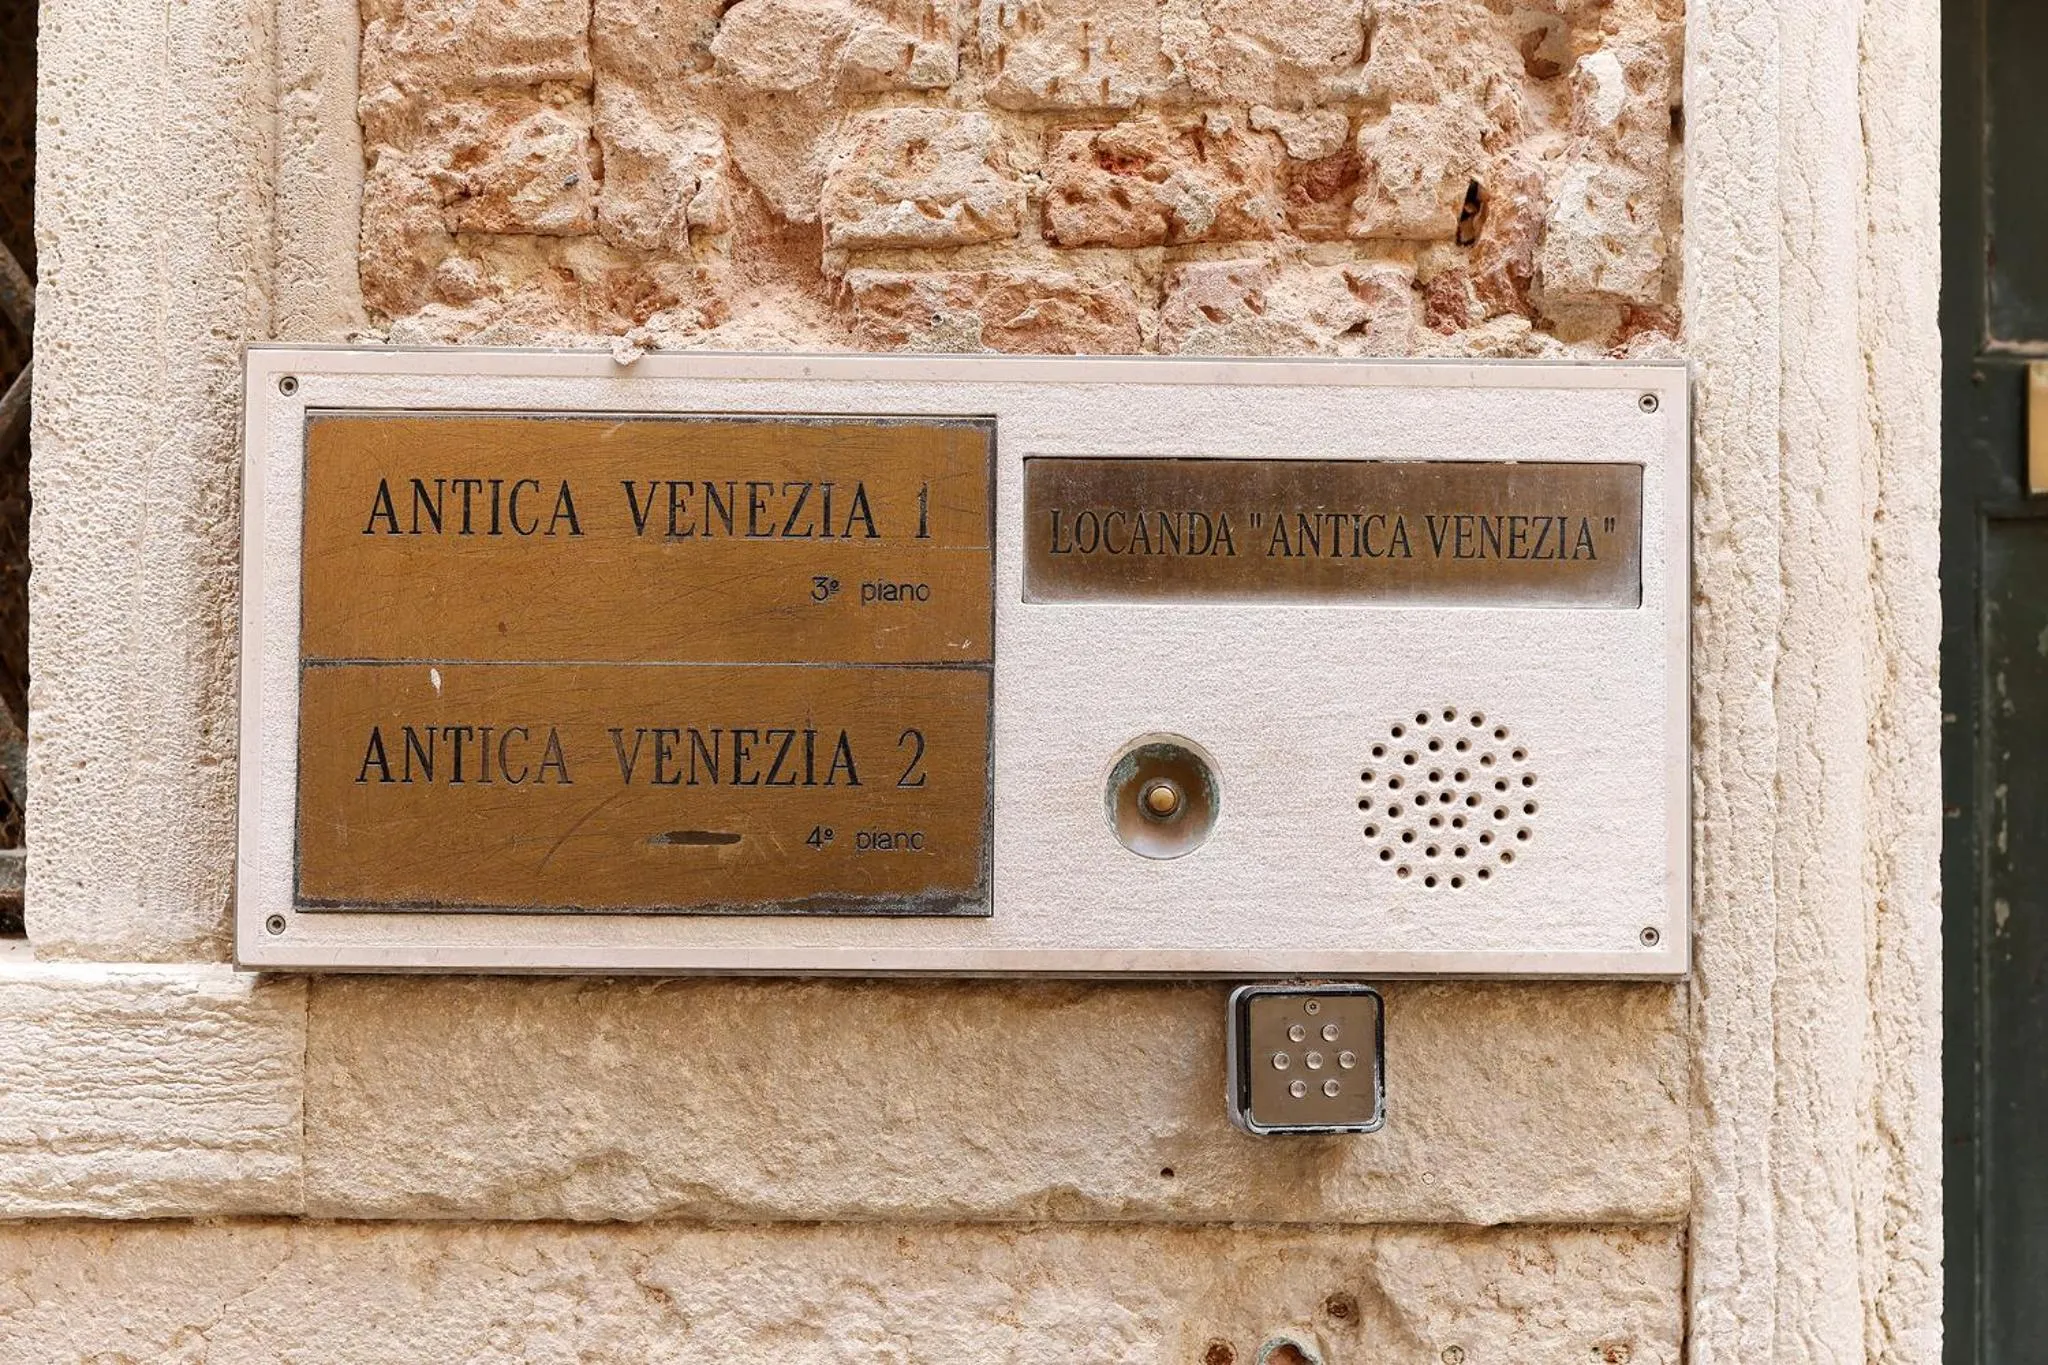 ANTICA VENEZIA 1
3º piano
ANTICA VENEZIA 2
4º piano
LOCANDA "ANTICA VENEZIA"